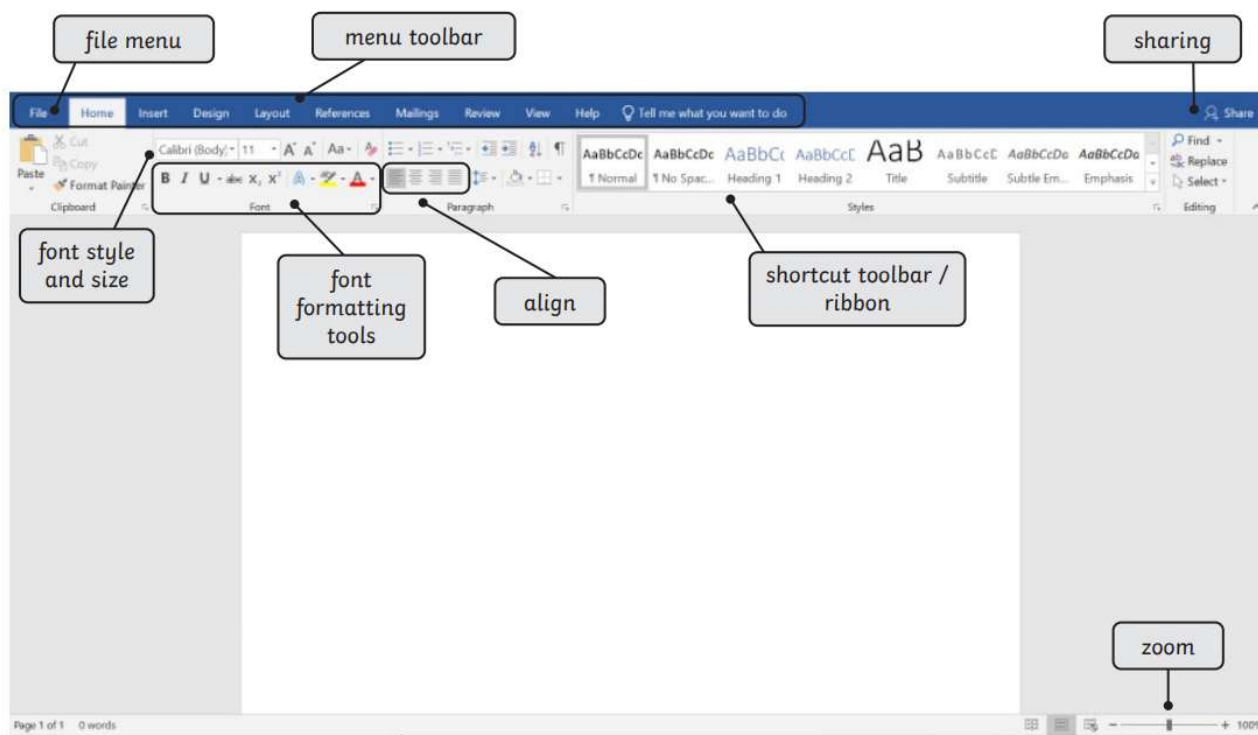 file menu
menu toolbar
sharing
File Home Insert Design Layout References Mailings Review View Help Tell me what you want to do Share
Paste
Cut
Copy
Format Painter
Clipboard
Calibri (Body) 11 A A Aa
B I U abc X, X² A A
Font
Paragraph
AaBbCcDc AaBbCcDc AaBbCc AaBbCcC AaB AaBbCcC AaBbCcDa AaBbCcDa
¶ Normal ¶ No Spac... Heading 1 Heading 2 Title Subtitle Subtle Em... Emphasis
Styles
Find
Replace
Select
Editing
font style
and size
font
formatting
tools
align
shortcut toolbar /
ribbon
zoom
Page 1 of 1 0 words
100%